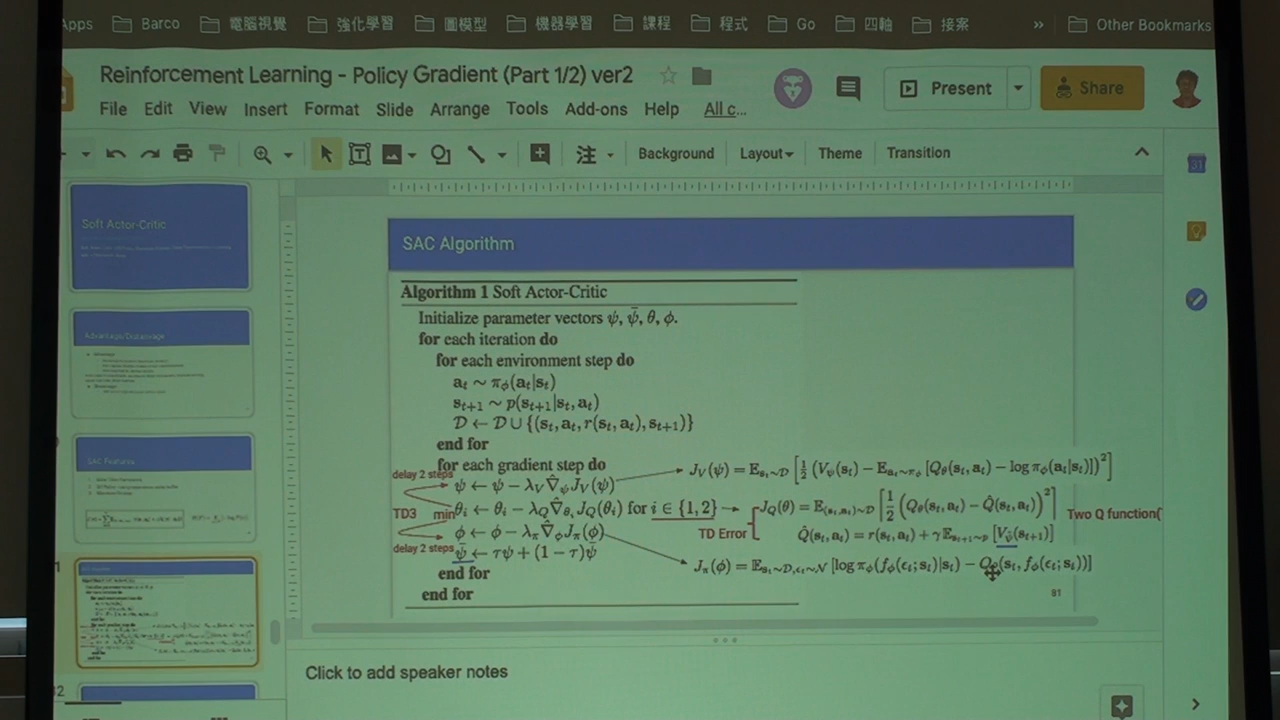 Apps Barco 電腦視覺 強化學習 圖模型 機器學習 課程 程式 Go 四軸 接案 » Other Bookmarks
Reinforcement Learning - Policy Gradient (Part 1/2) ver2
Present Share
File Edit View Insert Format Slide Arrange Tools Add-ons Help All c...
注 Background Layout Theme Transition
31
Soft Actor-Critic
Advantage/Disadvantage
SAC Features
SAC Algorithm
Algorithm 1 Soft Actor-Critic
Initialize parameter vectors ψ, ψ̄, θ, ϕ.
for each iteration do
for each environment step do
a_t ∼ π_ϕ(a_t|s_t)
s_{t+1} ∼ p(s_{t+1}|s_t, a_t)
D ← D ∪ {(s_t, a_t, r(s_t, a_t), s_{t+1})}
end for
for each gradient step do
delay 2 steps
ψ ← ψ − λ_V ∇̂_ψ J_V(ψ)
J_V(ψ) = E_{s_t∼D} [½ (V_ψ(s_t) − E_{a_t∼π_ϕ} [Q_θ(s_t, a_t) − log π_ϕ(a_t|s_t)])²]
TD3 min θ_i ← θ_i − λ_Q ∇̂_{θ_i} J_Q(θ_i) for i ∈ {1, 2}
J_Q(θ) = E_{(s_t,a_t)∼D} [½ (Q_θ(s_t, a_t) − Q̂(s_t, a_t))²]
Two Q function(
TD Error
Q̂(s_t, a_t) = r(s_t, a_t) + γ E_{s_{t+1}∼p} [V_ψ̄(s_{t+1})]
ϕ ← ϕ − λ_π ∇̂_ϕ J_π(ϕ)
delay 2 steps
ψ̄ ← τψ + (1 − τ)ψ̄
J_π(ϕ) = E_{s_t∼D,ε_t∼N} [log π_ϕ(f_ϕ(ε_t; s_t)|s_t) − Q_θ(s_t, f_ϕ(ε_t; s_t))]
end for
end for
81
Click to add speaker notes